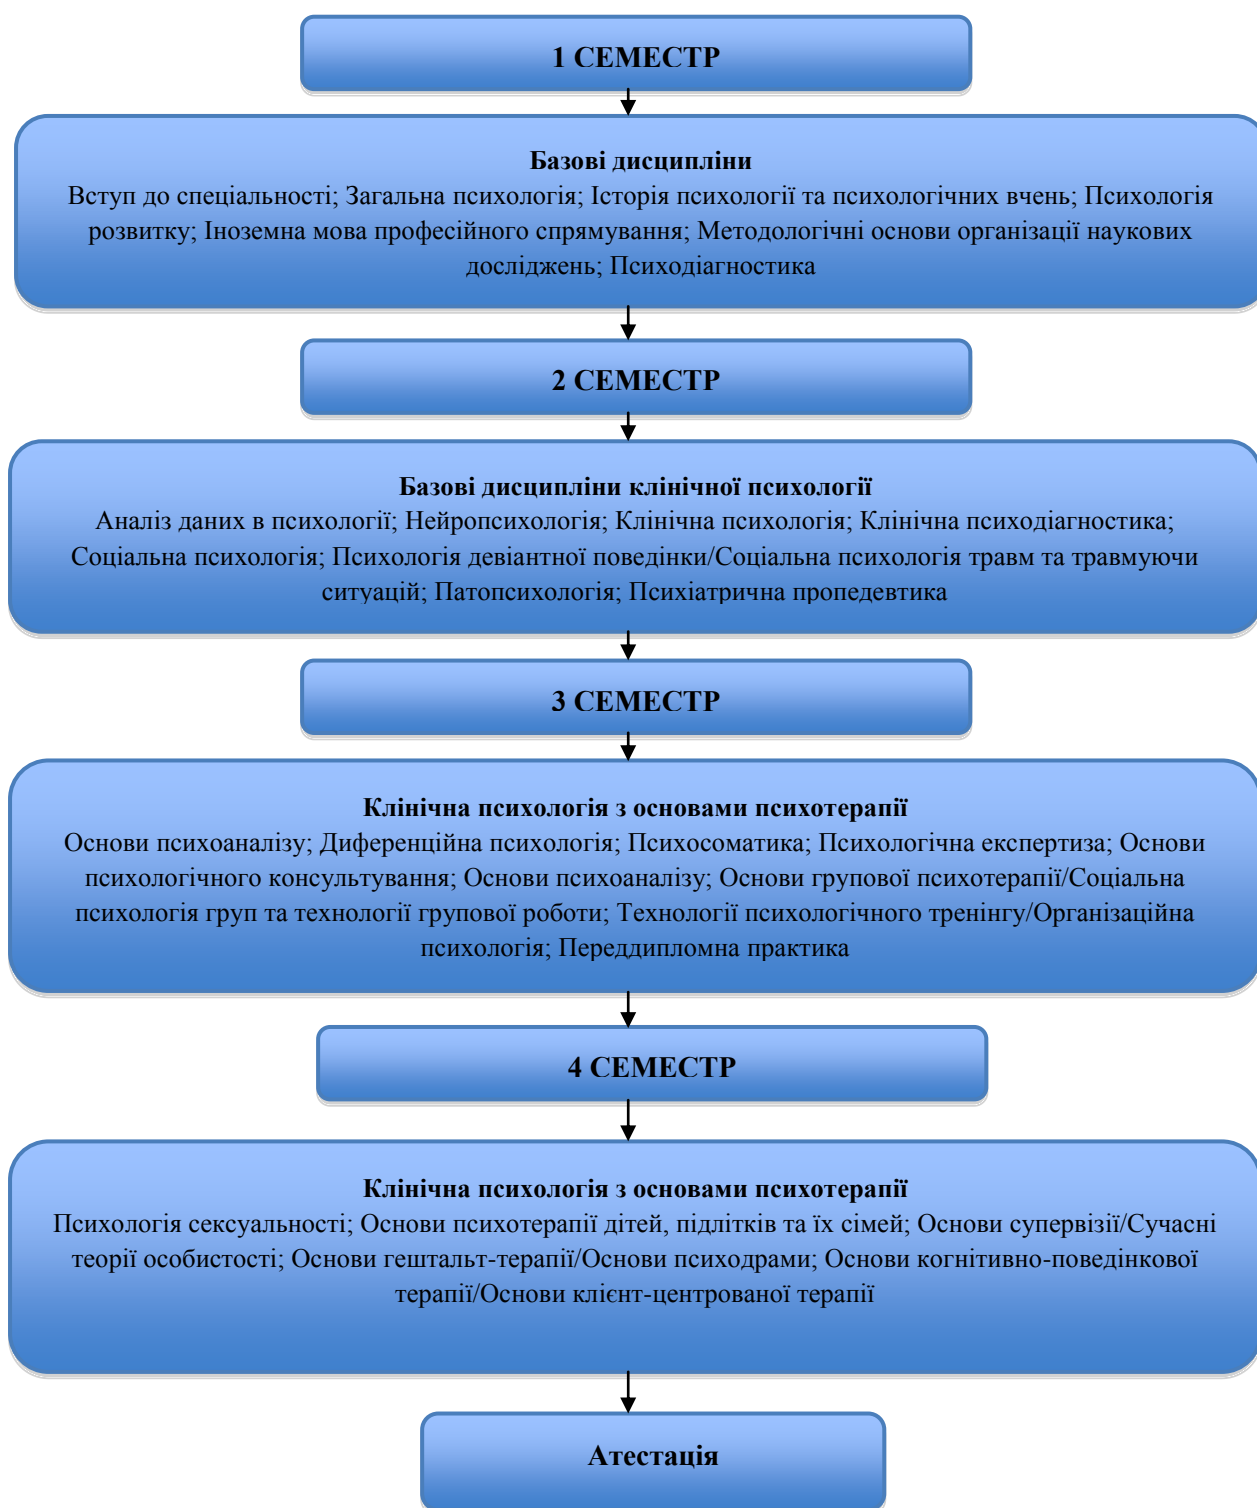 1 СЕМЕСТР
Базові дисципліни
Вступ до спеціальності; Загальна психологія; Історія психології та психологічних вчень; Психологія
розвитку; Іноземна мова професійного спрямування; Методологічні основи організації наукових
досліджень; Психодіагностика
2 СЕМЕСТР
Базові дисципліни клінічної психології
Аналіз даних в психології; Нейропсихологія; Клінічна психологія; Клінічна психодіагностика;
Соціальна психологія; Психологія девіантної поведінки/Соціальна психологія травм та травмуючи
ситуацій; Патопсихологія; Психіатрична пропедевтика
3 СЕМЕСТР
Клінічна психологія з основами психотерапії
Основи психоаналізу; Диференційна психологія; Психосоматика; Психологічна експертиза; Основи
психологічного консультування; Основи психоаналізу; Основи групової психотерапії/Соціальна
психологія груп та технології групової роботи; Технології психологічного тренінгу/Організаційна
психологія; Переддипломна практика
4 СЕМЕСТР
Клінічна психологія з основами психотерапії
Психологія сексуальності; Основи психотерапії дітей, підлітків та їх сімей; Основи супервізії/Сучасні
теорії особистості; Основи гештальт-терапії/Основи психодрами; Основи когнітивно-поведінкової
терапії/Основи клієнт-центрованої терапії
Атестація